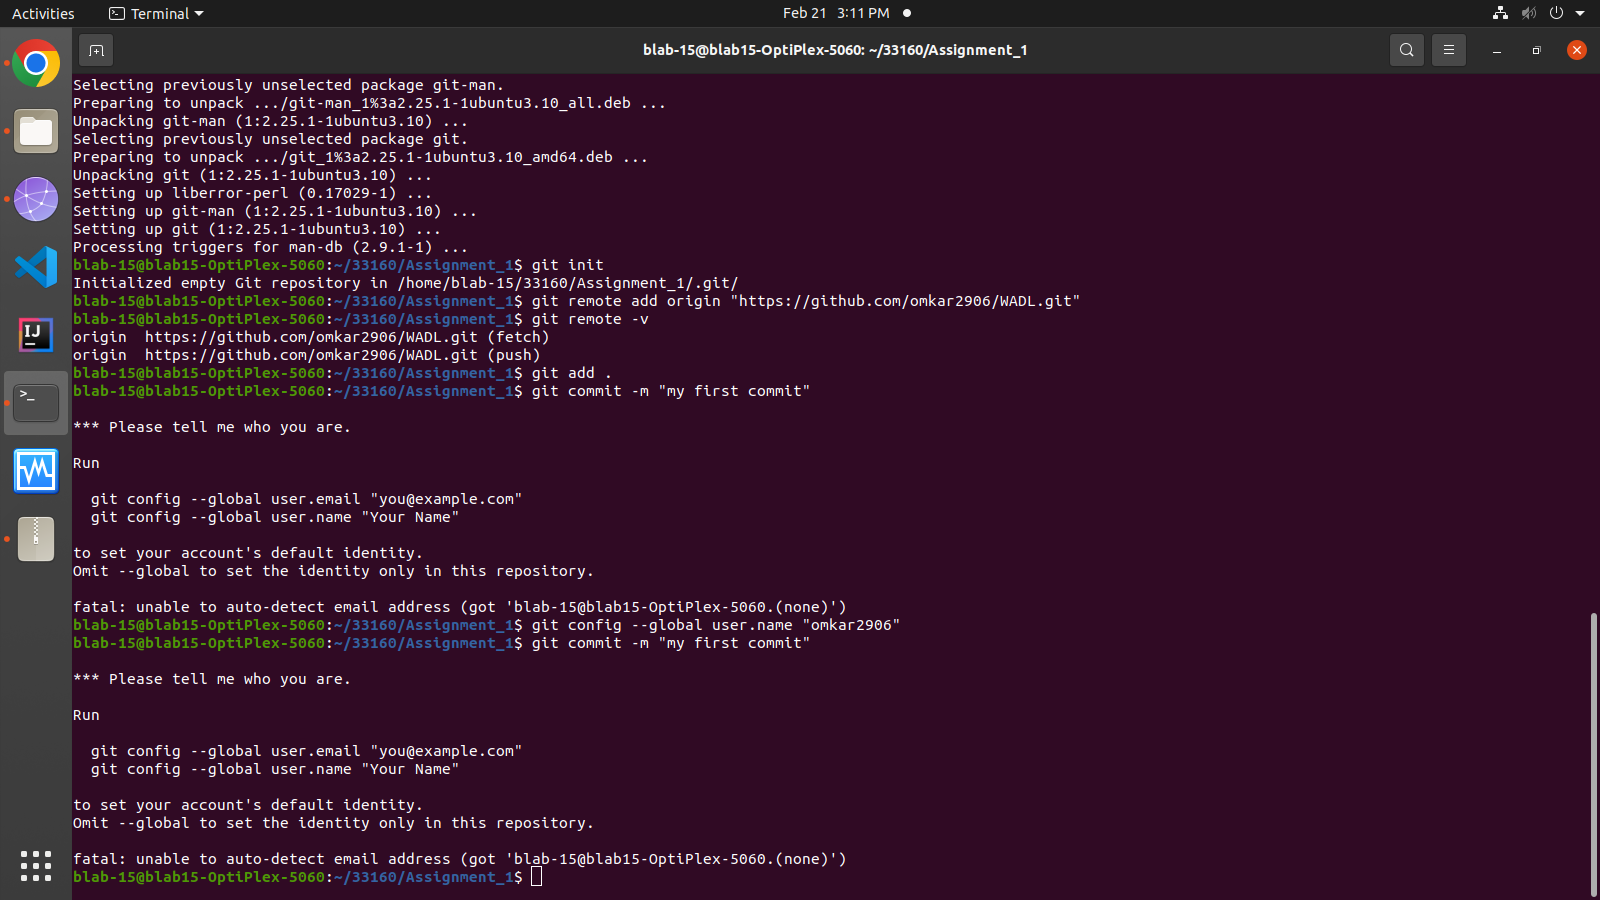 Activities Terminal Feb 21 3:11 PM
blab-15@blab15-OptiPlex-5060: ~/33160/Assignment_1
Selecting previously unselected package git-man.
Preparing to unpack .../git-man_1%3a2.25.1-1ubuntu3.10_all.deb ...
Unpacking git-man (1:2.25.1-1ubuntu3.10) ...
Selecting previously unselected package git.
Preparing to unpack .../git_1%3a2.25.1-1ubuntu3.10_amd64.deb ...
Unpacking git (1:2.25.1-1ubuntu3.10) ...
Setting up liberror-perl (0.17029-1) ...
Setting up git-man (1:2.25.1-1ubuntu3.10) ...
Setting up git (1:2.25.1-1ubuntu3.10) ...
Processing triggers for man-db (2.9.1-1) ...
blab-15@blab15-OptiPlex-5060:~/33160/Assignment_1$ git init
Initialized empty Git repository in /home/blab-15/33160/Assignment_1/.git/
blab-15@blab15-OptiPlex-5060:~/33160/Assignment_1$ git remote add origin "https://github.com/omkar2906/WADL.git"
blab-15@blab15-OptiPlex-5060:~/33160/Assignment_1$ git remote -v
origin  https://github.com/omkar2906/WADL.git (fetch)
origin  https://github.com/omkar2906/WADL.git (push)
blab-15@blab15-OptiPlex-5060:~/33160/Assignment_1$ git add .
blab-15@blab15-OptiPlex-5060:~/33160/Assignment_1$ git commit -m "my first commit"
*** Please tell me who you are.
Run
git config --global user.email "you@example.com"
git config --global user.name "Your Name"
to set your account's default identity.
Omit --global to set the identity only in this repository.
fatal: unable to auto-detect email address (got 'blab-15@blab15-OptiPlex-5060.(none)')
blab-15@blab15-OptiPlex-5060:~/33160/Assignment_1$ git config --global user.name "omkar2906"
blab-15@blab15-OptiPlex-5060:~/33160/Assignment_1$ git commit -m "my first commit"
*** Please tell me who you are.
Run
git config --global user.email "you@example.com"
git config --global user.name "Your Name"
to set your account's default identity.
Omit --global to set the identity only in this repository.
fatal: unable to auto-detect email address (got 'blab-15@blab15-OptiPlex-5060.(none)')
blab-15@blab15-OptiPlex-5060:~/33160/Assignment_1$
IJ
>_